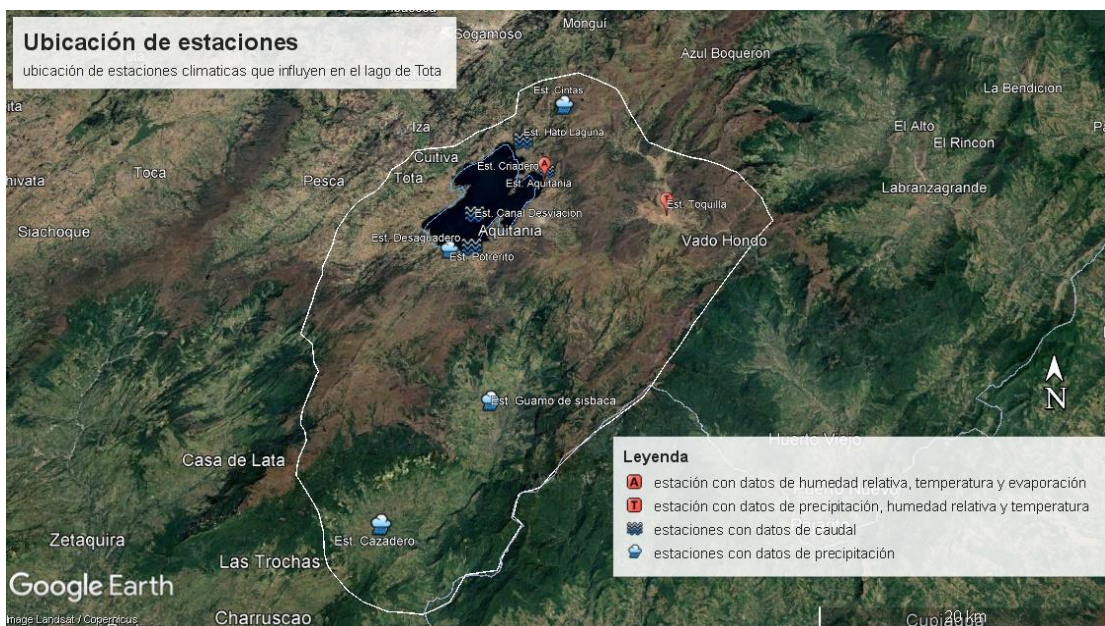 Ubicación de estaciones
ubicación de estaciones climaticas que influyen en el lago de Tota
Sogamoso
Monguí
Azul Boqueron
La Bendicion
Est. Cintas
El Alto
El Rincon
Iza
Est. Hato Laguna
Cuitiva
Est. Criadero
Toca
Pesca
Tota
Est. Aquitania
Labranzagrande
Est. Toquilla
Est. Canal Desviación
Siachoque
Aquitania
Est. Desaguadero
Vado Hondo
Est. Potrerito
N
Est. Guamo de sisbaca
Huerto Viejo
Leyenda
Casa de Lata
A estación con datos de humedad relativa, temperatura y evaporación
T estación con datos de precipitación, humedad relativa y temperatura
estaciones con datos de caudal
Est. Cazadero
Zetaquira
estaciones con datos de precipitación
Las Trochas
Google Earth
Image Landsat / Copernicus
Charruscao
20 km